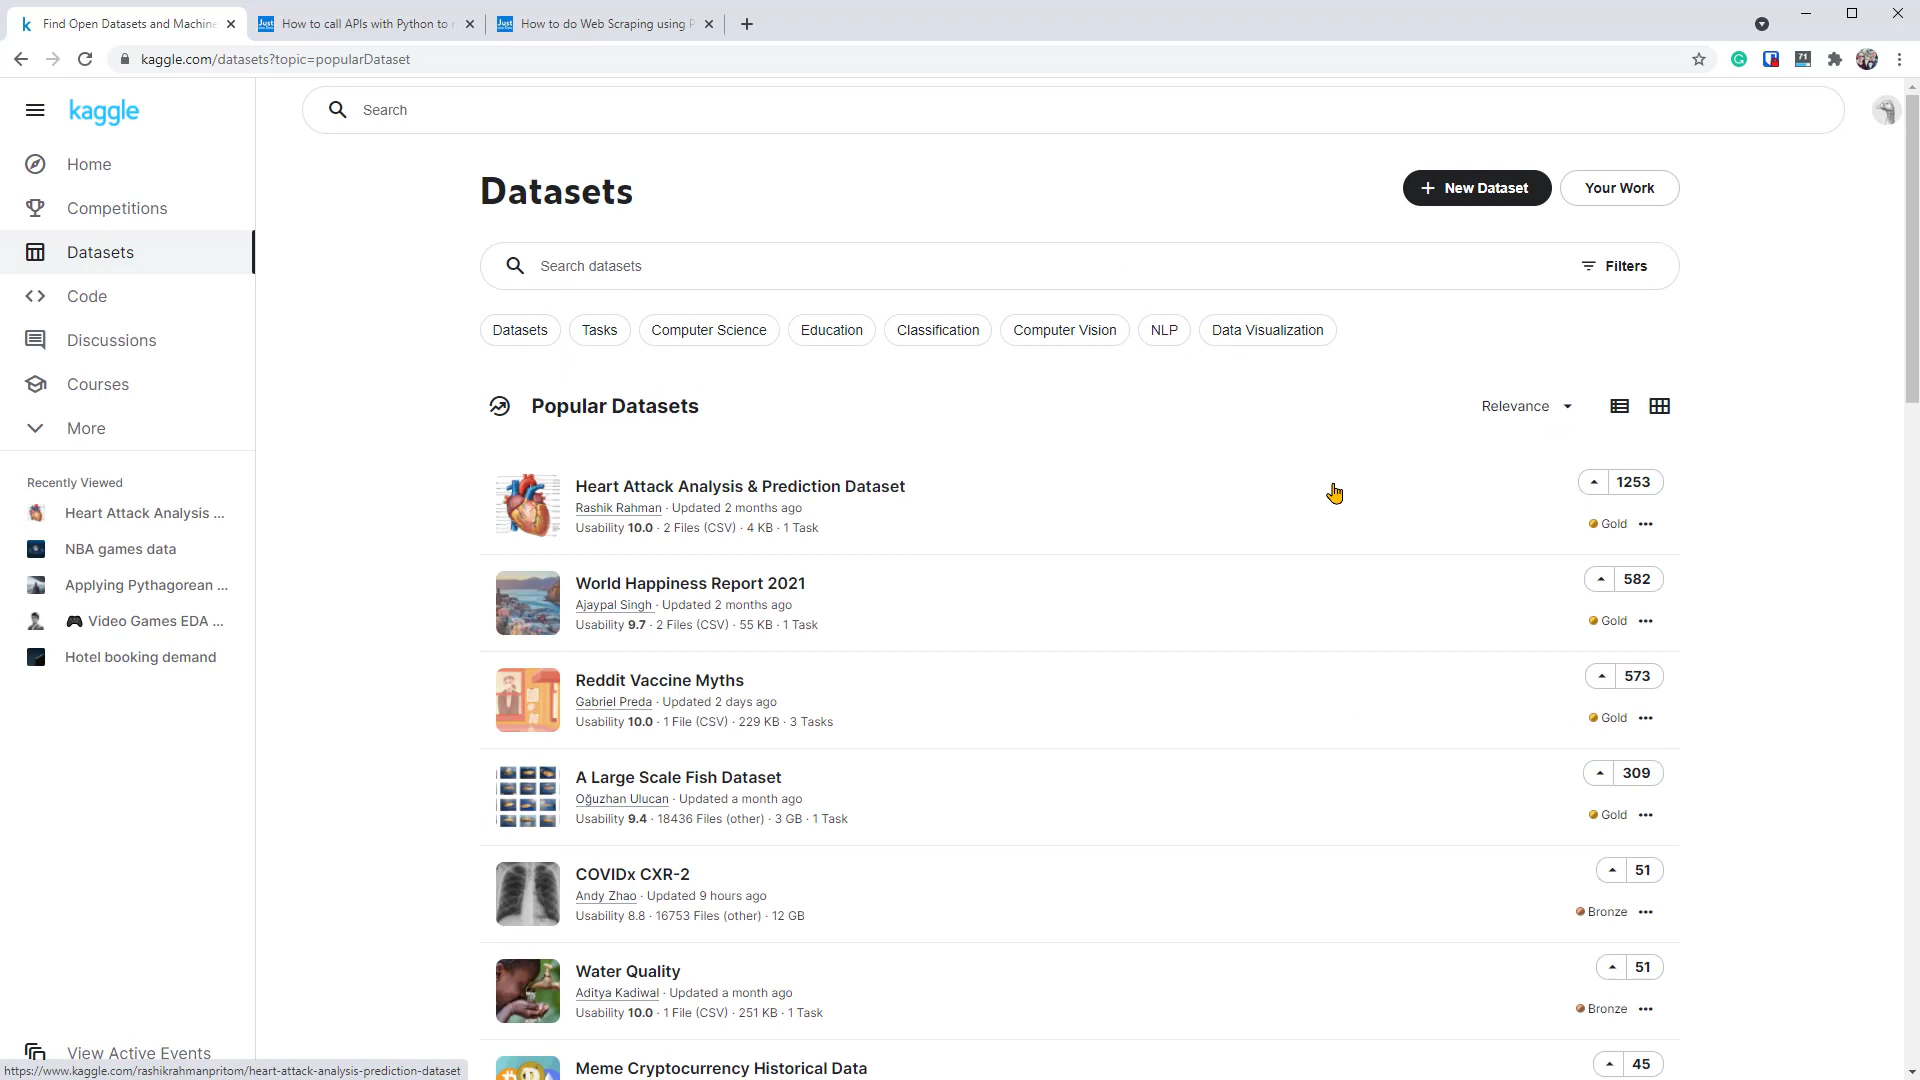 Find Open Datasets and Machine
How to call APIs with Python to r
How to do Web Scraping using P
kaggle.com/datasets?topic=popularDataset
kaggle
Search
Home
Competitions
Datasets
Code
Discussions
Courses
More
Recently Viewed
Heart Attack Analysis ...
NBA games data
Applying Pythagorean ...
🎮 Video Games EDA ...
Hotel booking demand
View Active Events
https://www.kaggle.com/rashikrahmanpritom/heart-attack-analysis-prediction-dataset
Datasets
+ New Dataset
Your Work
Search datasets
Filters
Datasets
Tasks
Computer Science
Education
Classification
Computer Vision
NLP
Data Visualization
Popular Datasets
Relevance
Heart Attack Analysis & Prediction Dataset
Rashik Rahman · Updated 2 months ago
Usability 10.0 · 2 Files (CSV) · 4 KB · 1 Task
1253
Gold
World Happiness Report 2021
Ajaypal Singh · Updated 2 months ago
Usability 9.7 · 2 Files (CSV) · 55 KB · 1 Task
582
Gold
Reddit Vaccine Myths
Gabriel Preda · Updated 2 days ago
Usability 10.0 · 1 File (CSV) · 229 KB · 3 Tasks
573
Gold
A Large Scale Fish Dataset
Oğuzhan Ulucan · Updated a month ago
Usability 9.4 · 18436 Files (other) · 3 GB · 1 Task
309
Gold
COVIDx CXR-2
Andy Zhao · Updated 9 hours ago
Usability 8.8 · 16753 Files (other) · 12 GB
51
Bronze
Water Quality
Aditya Kadiwal · Updated a month ago
Usability 10.0 · 1 File (CSV) · 251 KB · 1 Task
51
Bronze
Meme Cryptocurrency Historical Data
45